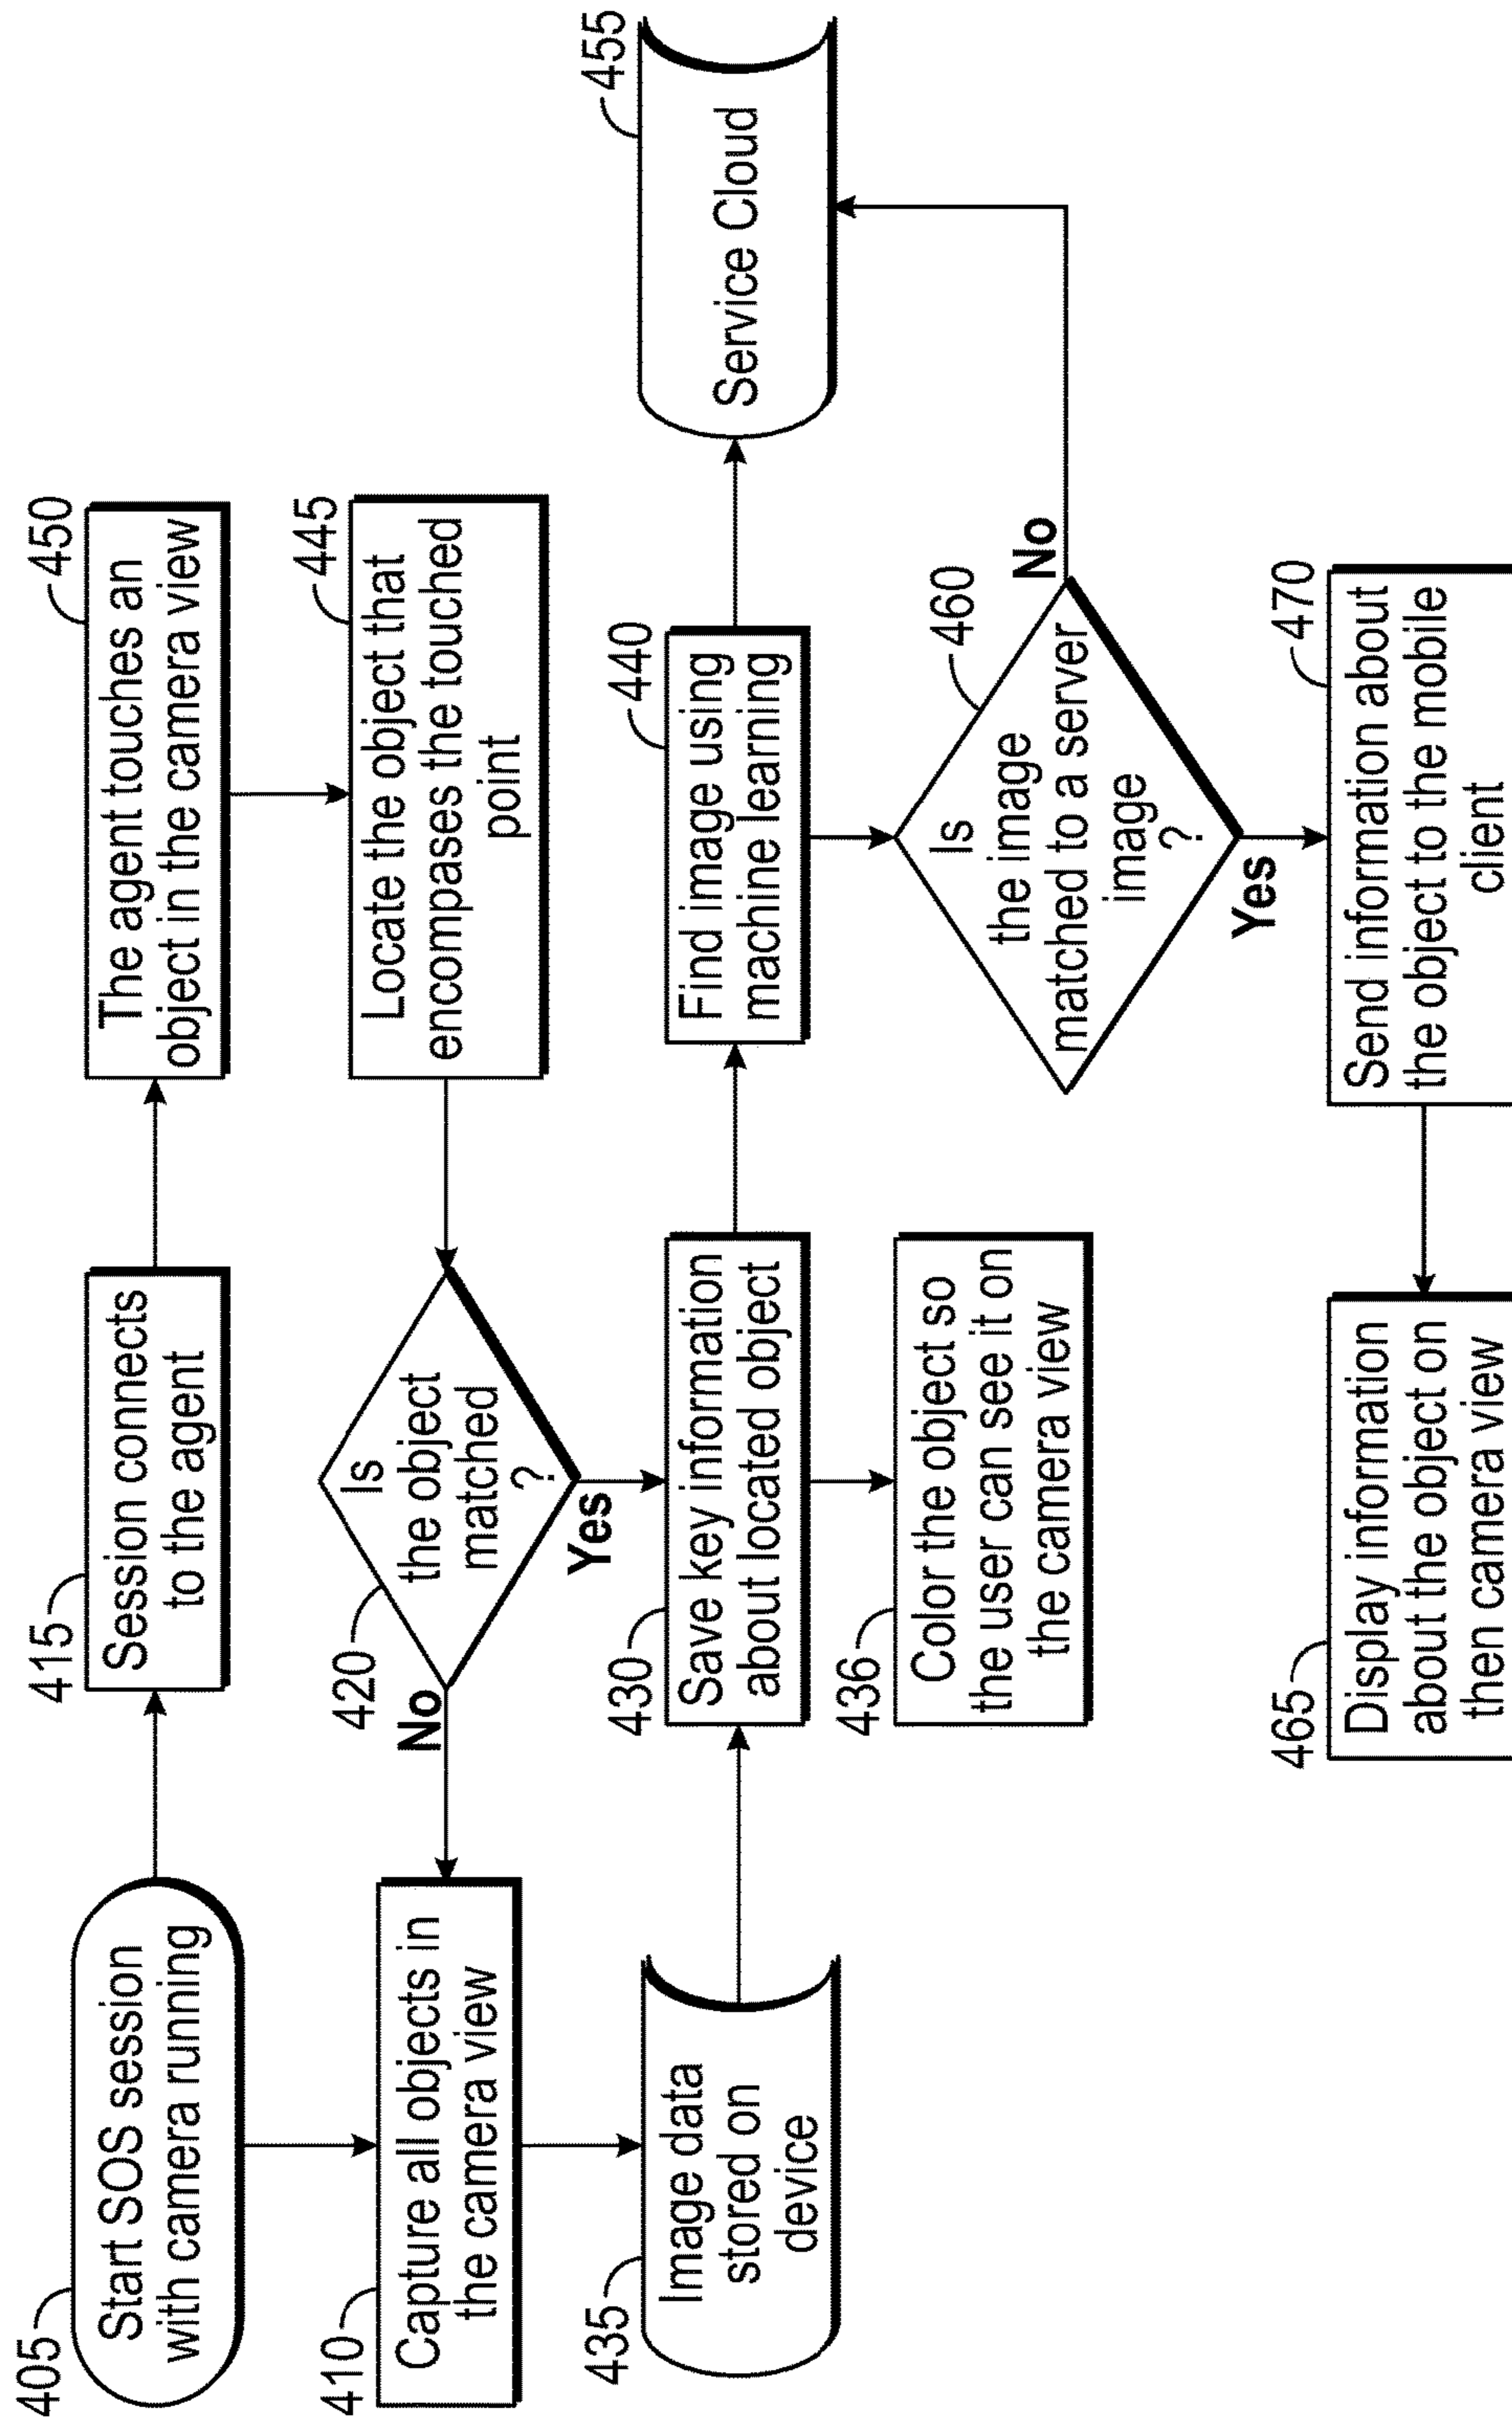 405
Start SOS session
with camera running
415
Session connects
to the agent
450
The agent touches an
object in the camera view
410
Capture all objects in
the camera view
420
Is
the object
matched
?
No
Yes
445
Locate the object that
encompases the touched
point
435
Image data
stored on
device
430
Save key information
about located object
440
Find image using
machine learning
455
Service Cloud
436
Color the object so
the user can see it on
the camera view
460
Is
the image
matched to a server
image
?
No
Yes
465
Display information
about the object on
then camera view
470
Send information about
the object to the mobile
client